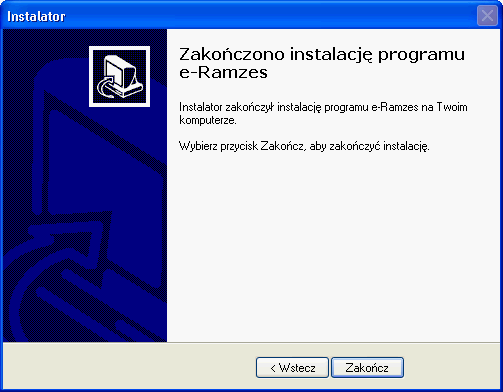 Instalator
Zakończono instalację programu
e-Ramzes
Instalator zakończył instalację programu e-Ramzes na Twoim
komputerze.
Wybierz przycisk Zakończ, aby zakończyć instalację.
< Wstecz
Zakończ